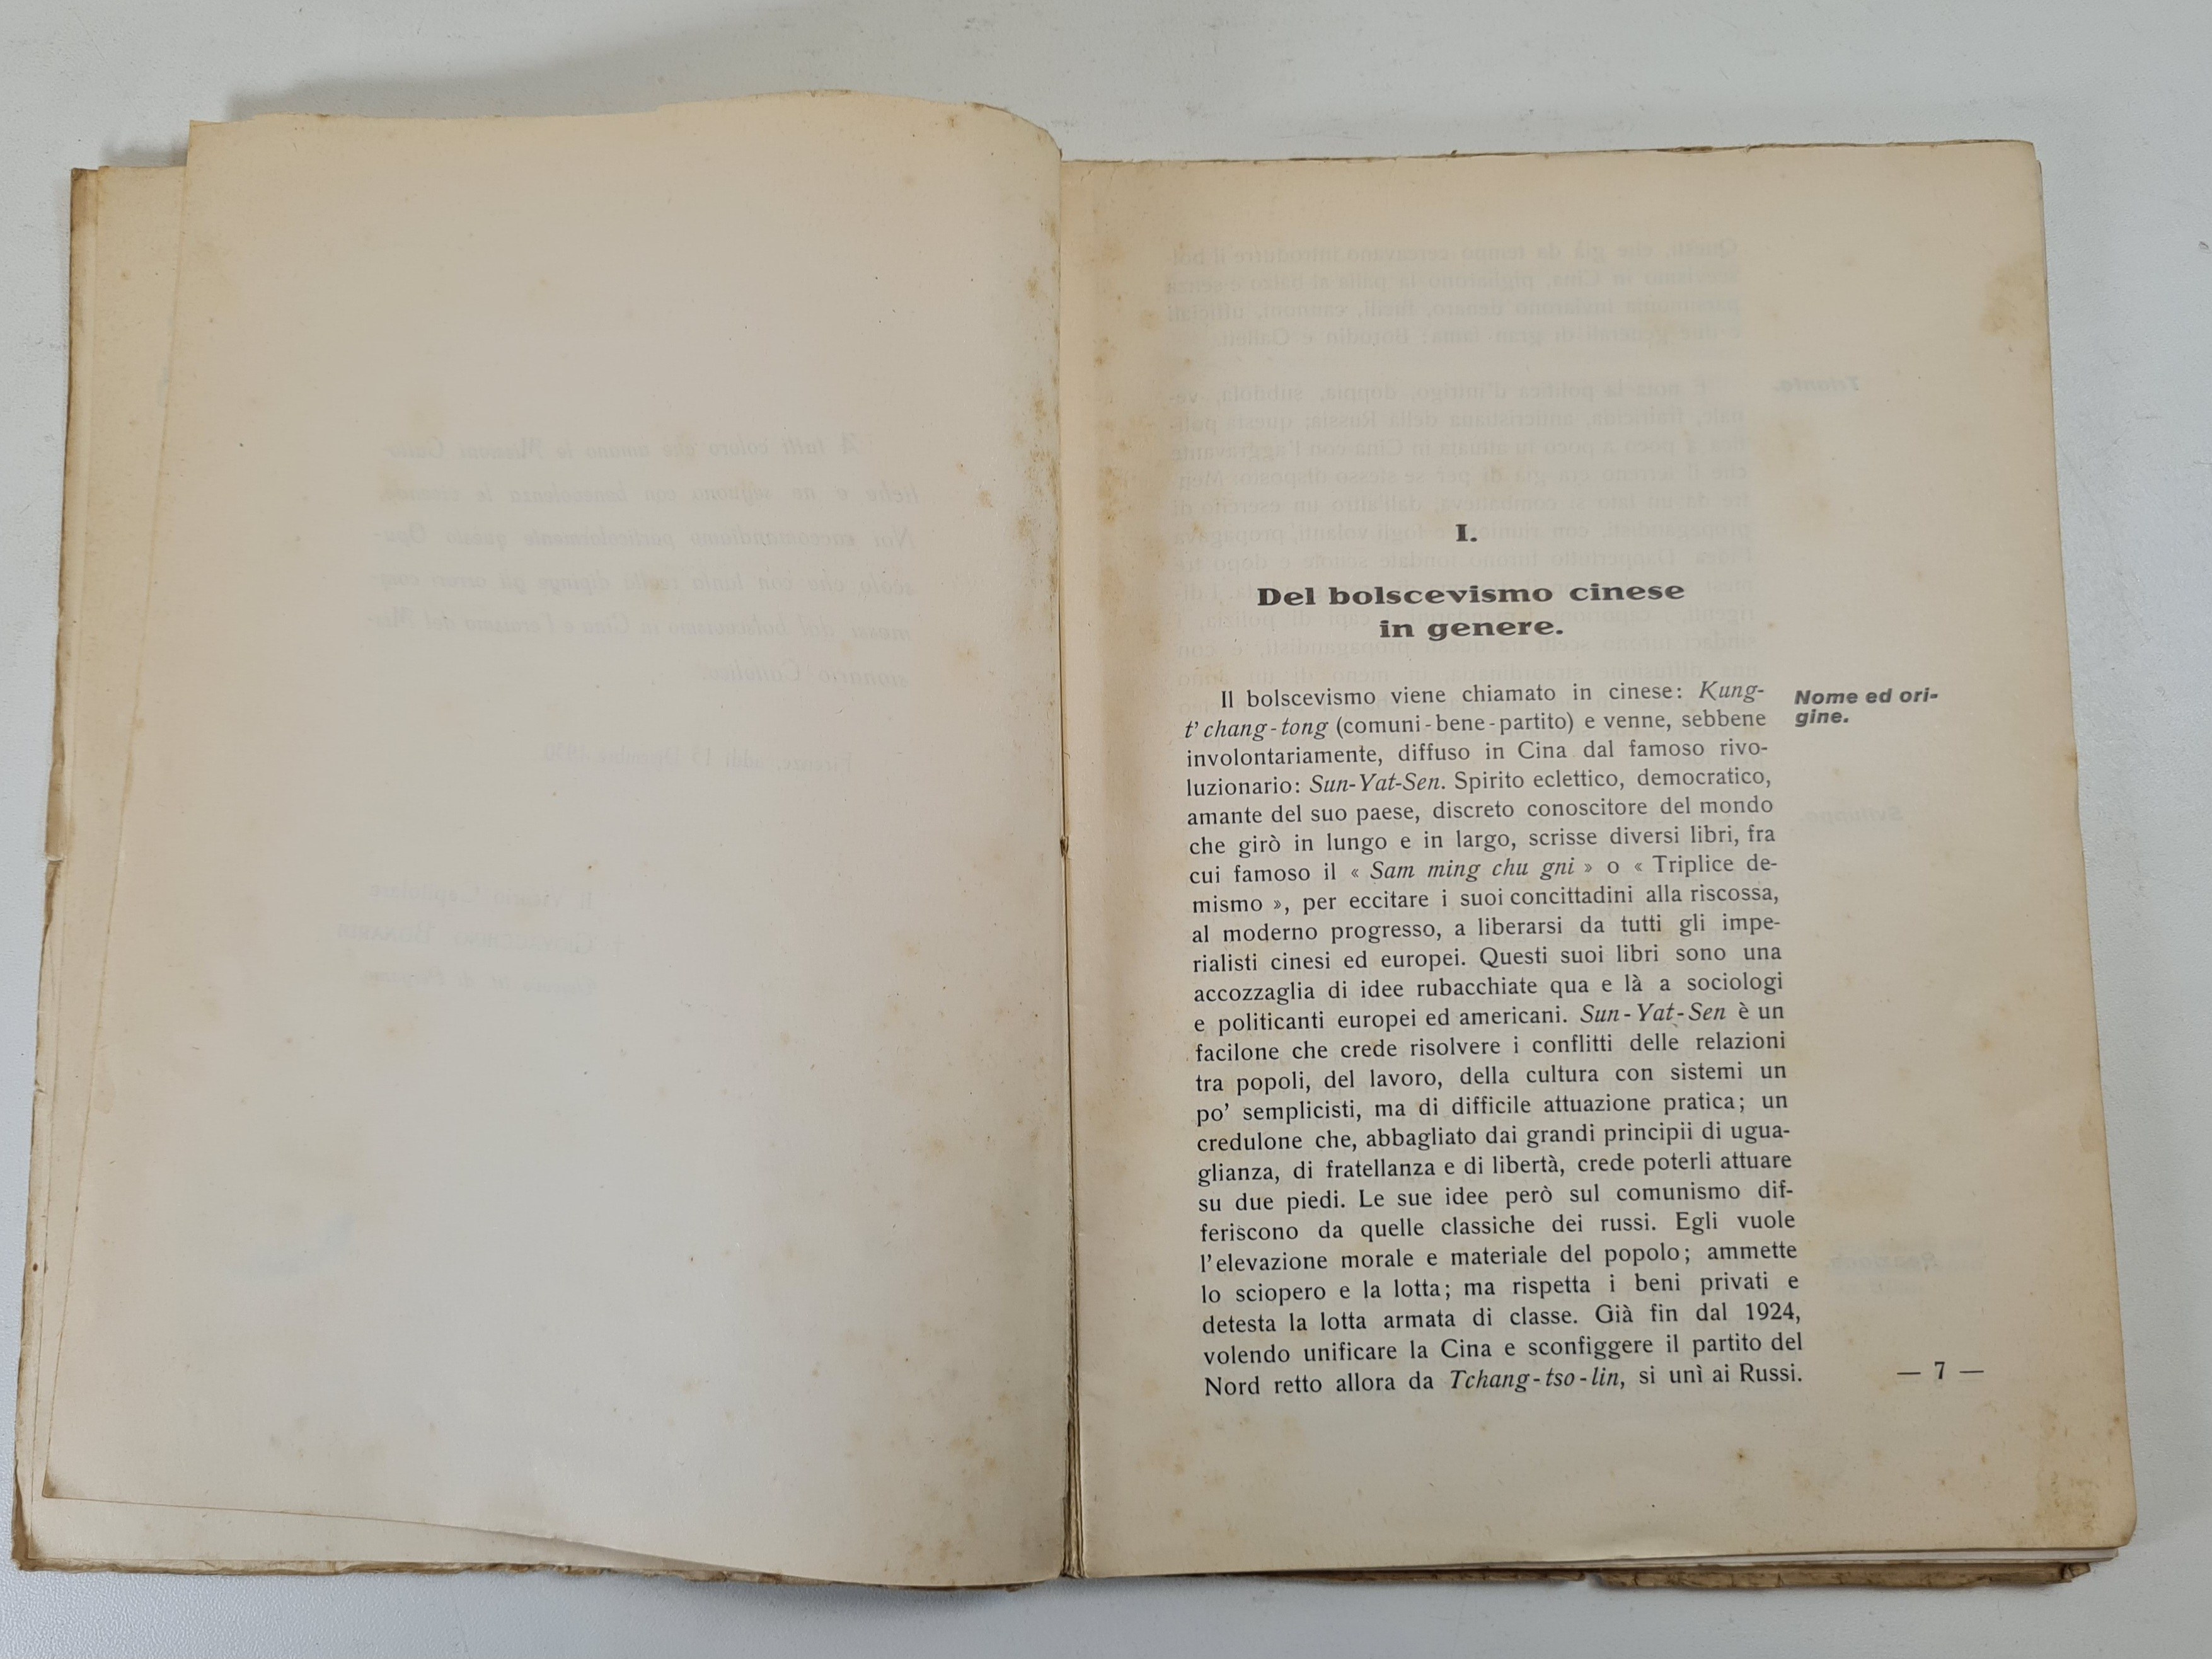 I.
Del bolscevismo cinese
in genere.
Nome ed ori-
gine.
Il bolscevismo viene chiamato in cinese: Kung-
t' chang - tong (comuni - bene - partito) e venne, sebbene
involontariamente, diffuso in Cina dal famoso rivo-
luzionario: Sun-Yat-Sen. Spirito eclettico, democratico,
amante del suo paese, discreto conoscitore del mondo
che girò in lungo e in largo, scrisse diversi libri, fra
cui famoso il « Sam ming chu gni » o « Triplice de-
mismo », per eccitare i suoi concittadini alla riscossa,
al moderno progresso, a liberarsi da tutti gli impe-
rialisti cinesi ed europei. Questi suoi libri sono una
accozzaglia di idee rubacchiate qua e là a sociologi
e politicanti europei ed americani. Sun - Yat - Sen è un
facilone che crede risolvere i conflitti delle relazioni
tra popoli, del lavoro, della cultura con sistemi un
po' semplicisti, ma di difficile attuazione pratica; un
credulone che, abbagliato dai grandi principii di ugua-
glianza, di fratellanza e di libertà, crede poterli attuare
su due piedi. Le sue idee però sul comunismo dif-
feriscono da quelle classiche dei russi. Egli vuole
l'elevazione morale e materiale del popolo; ammette
lo sciopero e la lotta; ma rispetta i beni privati e
detesta la lotta armata di classe. Già fin dal 1924,
volendo unificare la Cina e sconfiggere il partito del
Nord retto allora da Tchang - tso - lin, si unì ai Russi.
— 7 —